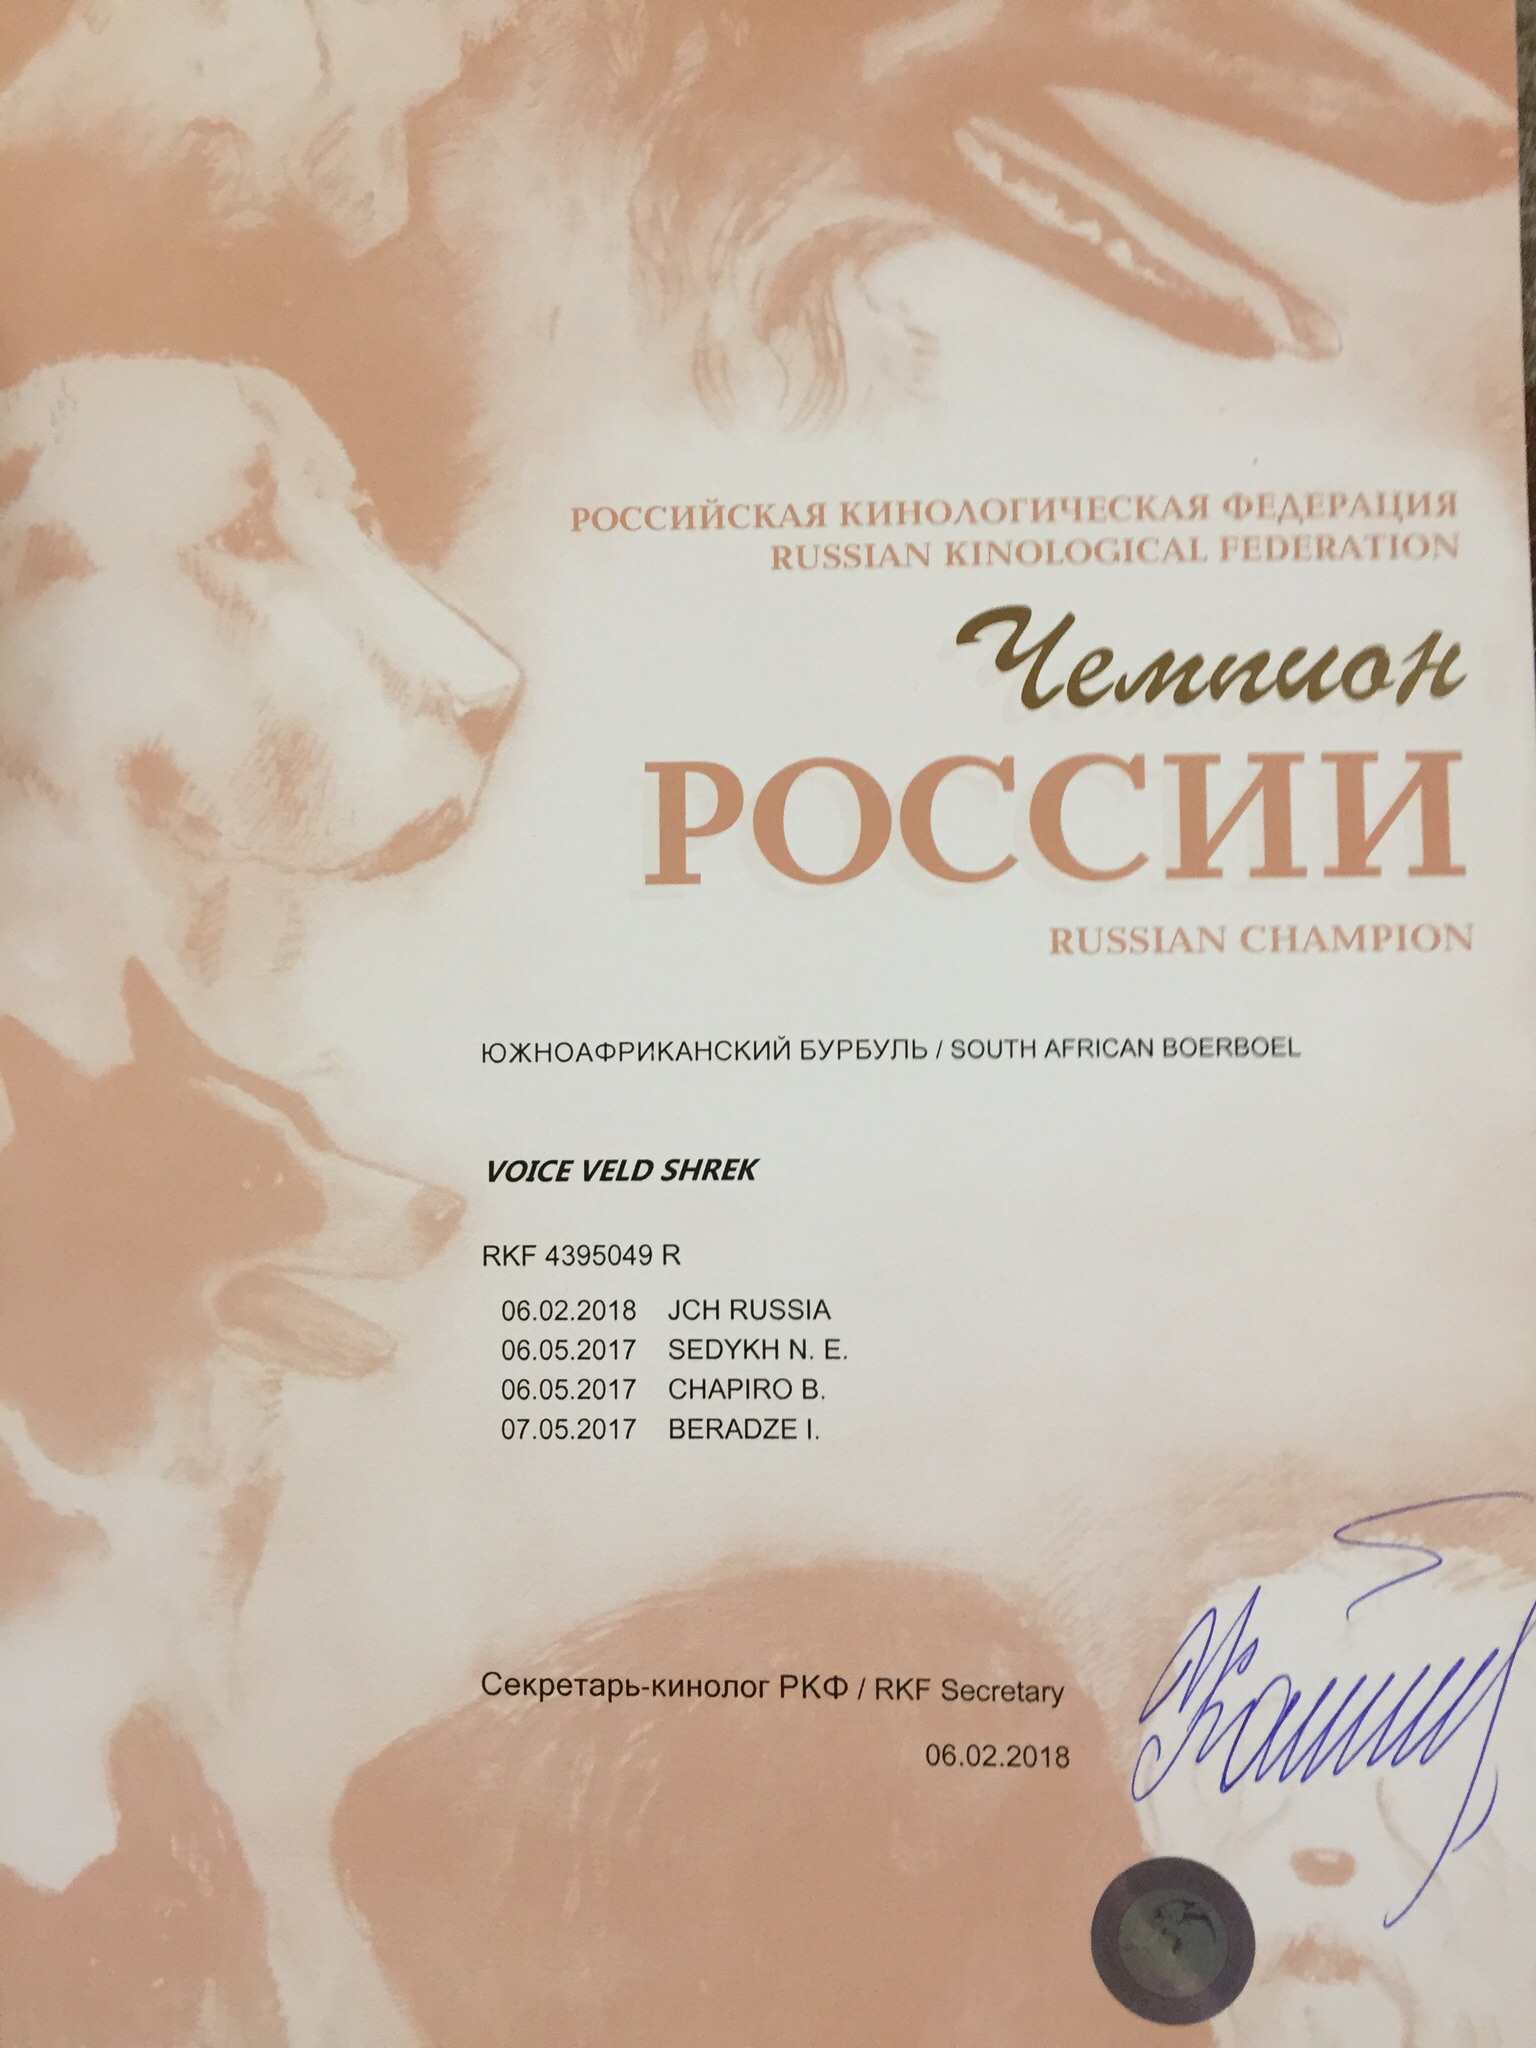 РОССИЙСКАЯ КИНОЛОГИЧЕСКАЯ ФЕДЕРАЦИЯ
RUSSIAN KINOLOGICAL FEDERATION
Чемпион
РОССИИ
RUSSIAN CHAMPION
ЮЖНОАФРИКАНСКИЙ БУРБУЛЬ / SOUTH AFRICAN BOERBOEL
VOICE VELD SHREK
RKF 4395049 R
06.02.2018 JCH RUSSIA
06.05.2017 SEDYKH N. E.
06.05.2017 CHAPIRO B.
07.05.2017 BERADZE I.
Секретарь-кинолог РКФ / RKF Secretary
06.02.2018